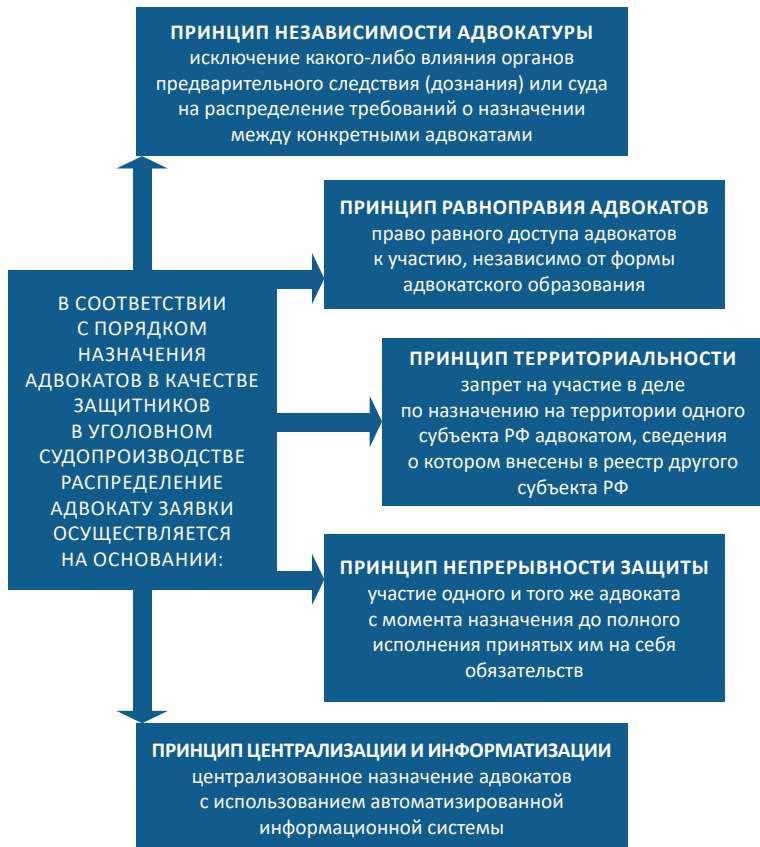 ПРИНЦИП НЕЗАВИСИМОСТИ АДВОКАТУРЫ
исключение какого-либо влияния органов
предварительного следствия (дознания) или суда
на распределение требований о назначении
между конкретными адвокатами
ПРИНЦИП РАВНОПРАВИЯ АДВОКАТОВ
право равного доступа адвокатов
к участию, независимо от формы
адвокатского образования
В СООТВЕТСТВИИ
С ПОРЯДКОМ
НАЗНАЧЕНИЯ
АДВОКАТОВ В КАЧЕСТВЕ
ЗАЩИТНИКОВ
В УГОЛОВНОМ
СУДОПРОИЗВОДСТВЕ
РАСПРЕДЕЛЕНИЕ
АДВОКАТУ ЗАЯВКИ
ОСУЩЕСТВЛЯЕТСЯ
НА ОСНОВАНИИ:
ПРИНЦИП ТЕРРИТОРИАЛЬНОСТИ
запрет на участие в деле
по назначению на территории одного
субъекта РФ адвокатом, сведения
о котором внесены в реестр другого
субъекта РФ
ПРИНЦИП НЕПРЕРЫВНОСТИ ЗАЩИТЫ
участие одного и того же адвоката
с момента назначения до полного
исполнения принятых им на себя
обязательств
ПРИНЦИП ЦЕНТРАЛИЗАЦИИ И ИНФОРМАТИЗАЦИИ
централизованное назначение адвокатов
с использованием автоматизированной
информационной системы